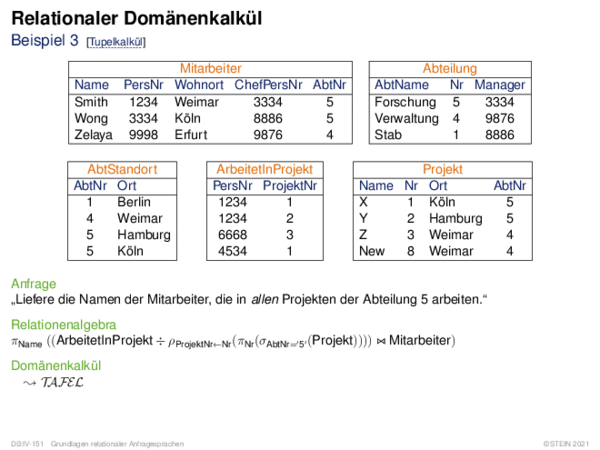 Relationaler Domänenkalkül
Beispiel 3 [Tupelkalkül]
Mitarbeiter
Name PersNr Wohnort ChefPersNr AbtNr
Smith 1234 Weimar 3334 5
Wong 3334 Köln 8886 5
Zelaya 9998 Erfurt 9876 4
Abteilung
AbtName Nr Manager
Forschung 5 3334
Verwaltung 4 9876
Stab 1 8886
AbtStandort
AbtNr Ort
1 Berlin
4 Weimar
5 Hamburg
5 Köln
ArbeitetInProjekt
PersNr ProjektNr
1234 1
1234 2
6668 3
4534 1
Projekt
Name Nr Ort AbtNr
X 1 Köln 5
Y 2 Hamburg 5
Z 3 Weimar 4
New 8 Weimar 4
Anfrage
„Liefere die Namen der Mitarbeiter, die in allen Projekten der Abteilung 5 arbeiten.“
Relationenalgebra
πName ((ArbeitetInProjekt ÷ ρProjektNr←Nr(πNr(σAbtNr='5'(Projekt)))) ⋈ Mitarbeiter)
Domänenkalkül
⇝ TAFEL
DB:IV-151 Grundlagen relationaler Anfragesprachen ©STEIN 2021